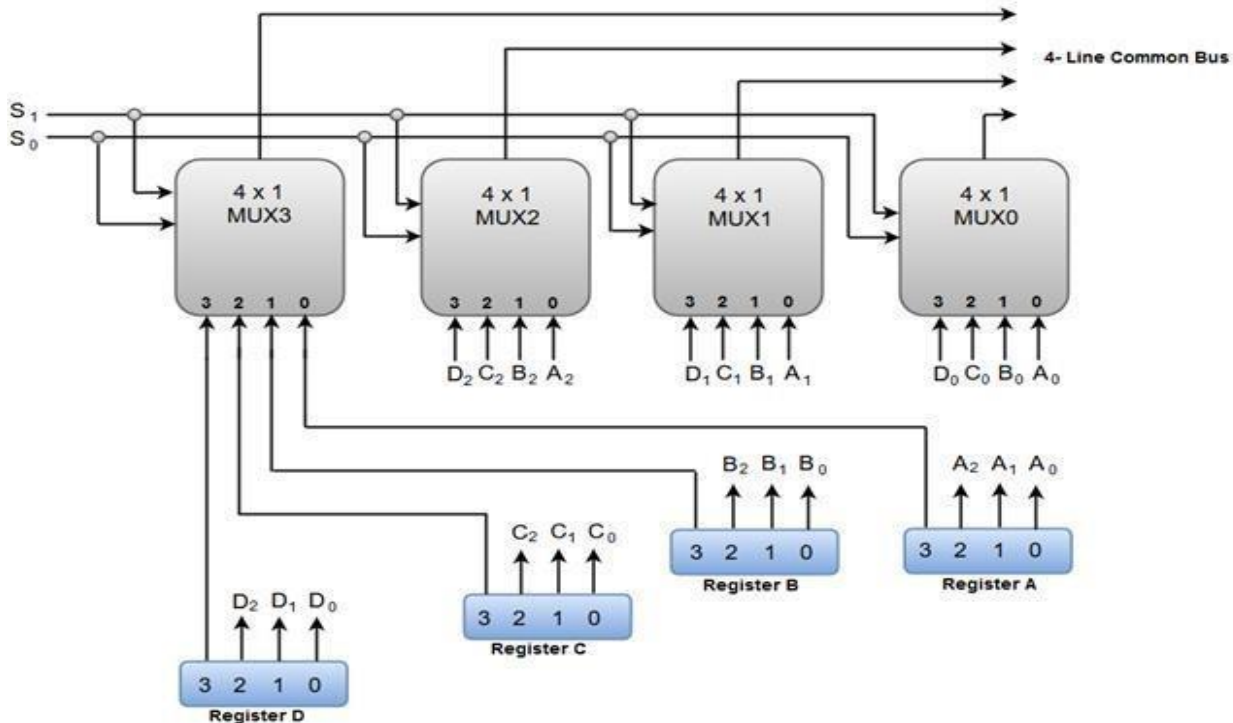 4- Line Common Bus
S₁
S₀
4 x 1
MUX3
4 x 1
MUX2
4 x 1
MUX1
4 x 1
MUX0
3 2 1 0
3 2 1 0
3 2 1 0
3 2 1 0
D₂ C₂ B₂ A₂
D₁ C₁ B₁ A₁
D₀ C₀ B₀ A₀
B₂ B₁ B₀
A₂ A₁ A₀
3 2 1 0
Register B
3 2 1 0
Register A
C₂ C₁ C₀
3 2 1 0
Register C
D₂ D₁ D₀
3 2 1 0
Register D